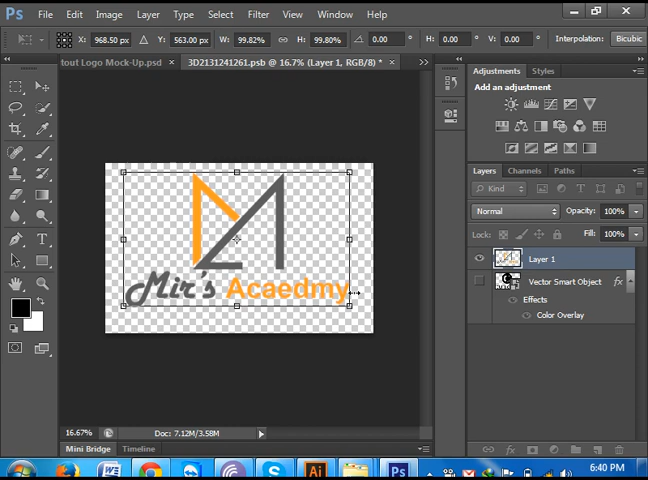 Ps File Edit Image Layer Type Select Filter View Window Help
X: 968.50 px Y: 563.00 px W: 99.82% H: 99.80% 0.00 ° H: 0.00 ° V: 0.00 ° Interpolation: Bicubic
tout Logo Mock-Up.psd × 3D2131241261.psb @ 16.7% (Layer 1, RGB/8) * ×
Adjustments Styles
Add an adjustment
Layers Channels Paths
Kind
Normal Opacity: 100%
Lock: Fill: 100%
Layer 1
Vector Smart Object fx
Effects
Color Overlay
Mir's Acaedmy
16.67% Doc: 7.12M/3.58M
Mini Bridge Timeline
6:40 PM